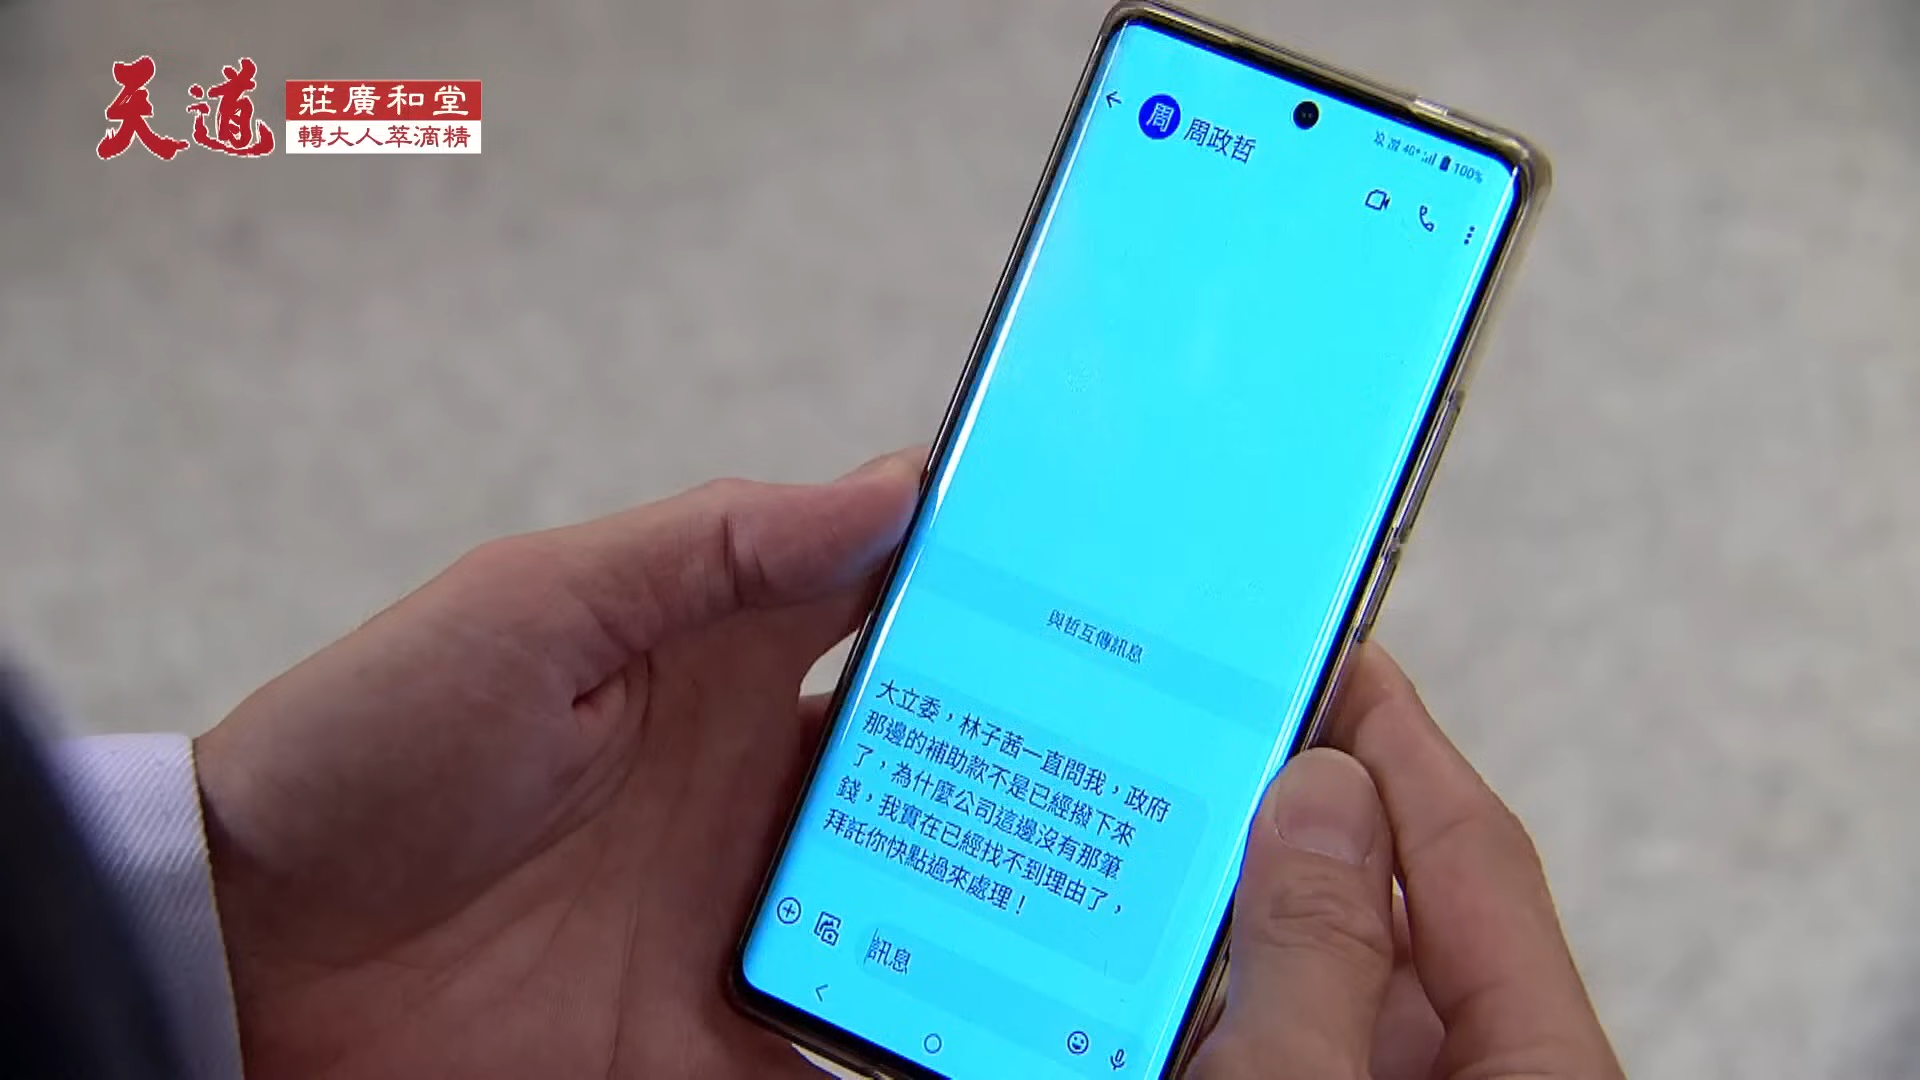 天道
莊廣和堂
轉大人萃滴精
周 周政哲
100%
與哲互傳訊息
大立委，林子茜一直問我，政府
那邊的補助款不是已經撥下來
了，為什麼公司這邊沒有那筆
錢，我實在已經找不到理由了，
拜託你快點過來處理！
訊息